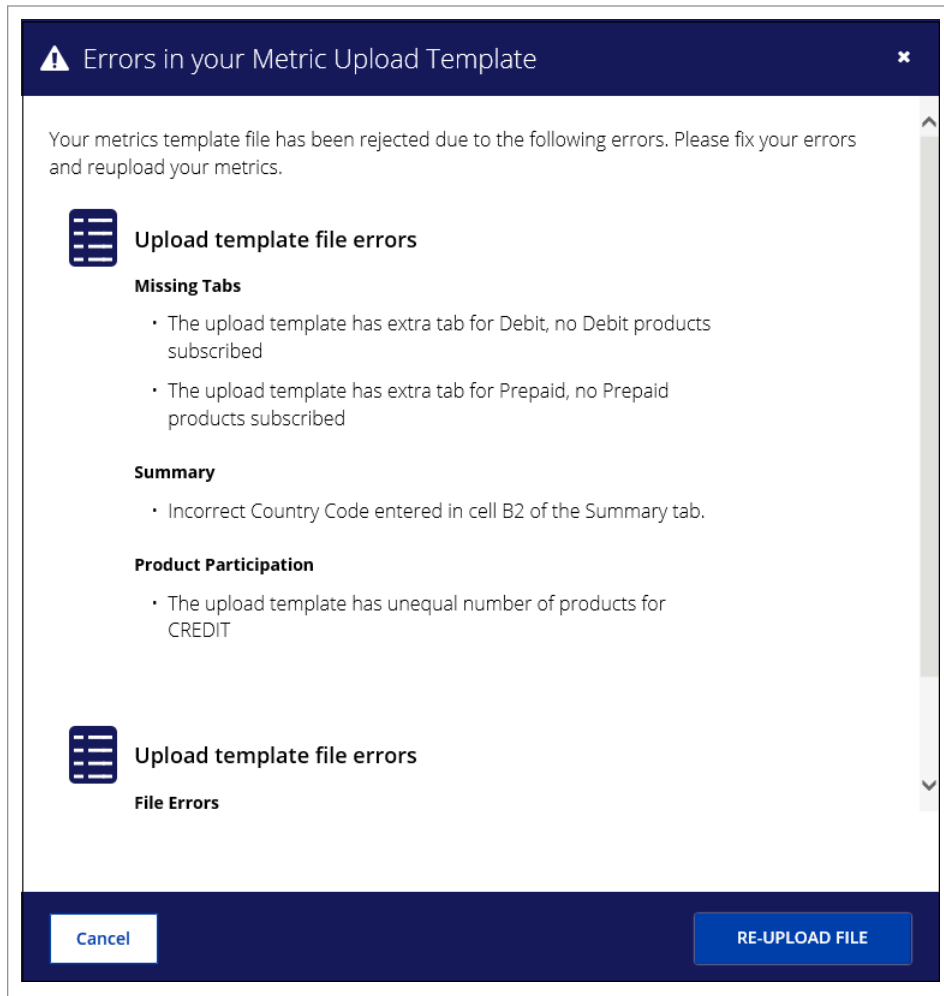 Errors in your Metric Upload Template
Your metrics template file has been rejected due to the following errors. Please fix your errors
and reupload your metrics.
Upload template file errors
Missing Tabs
• The upload template has extra tab for Debit, no Debit products
subscribed
• The upload template has extra tab for Prepaid, no Prepaid
products subscribed
Summary
• Incorrect Country Code entered in cell B2 of the Summary tab.
Product Participation
• The upload template has unequal number of products for
CREDIT
Upload template file errors
File Errors
Cancel
RE-UPLOAD FILE